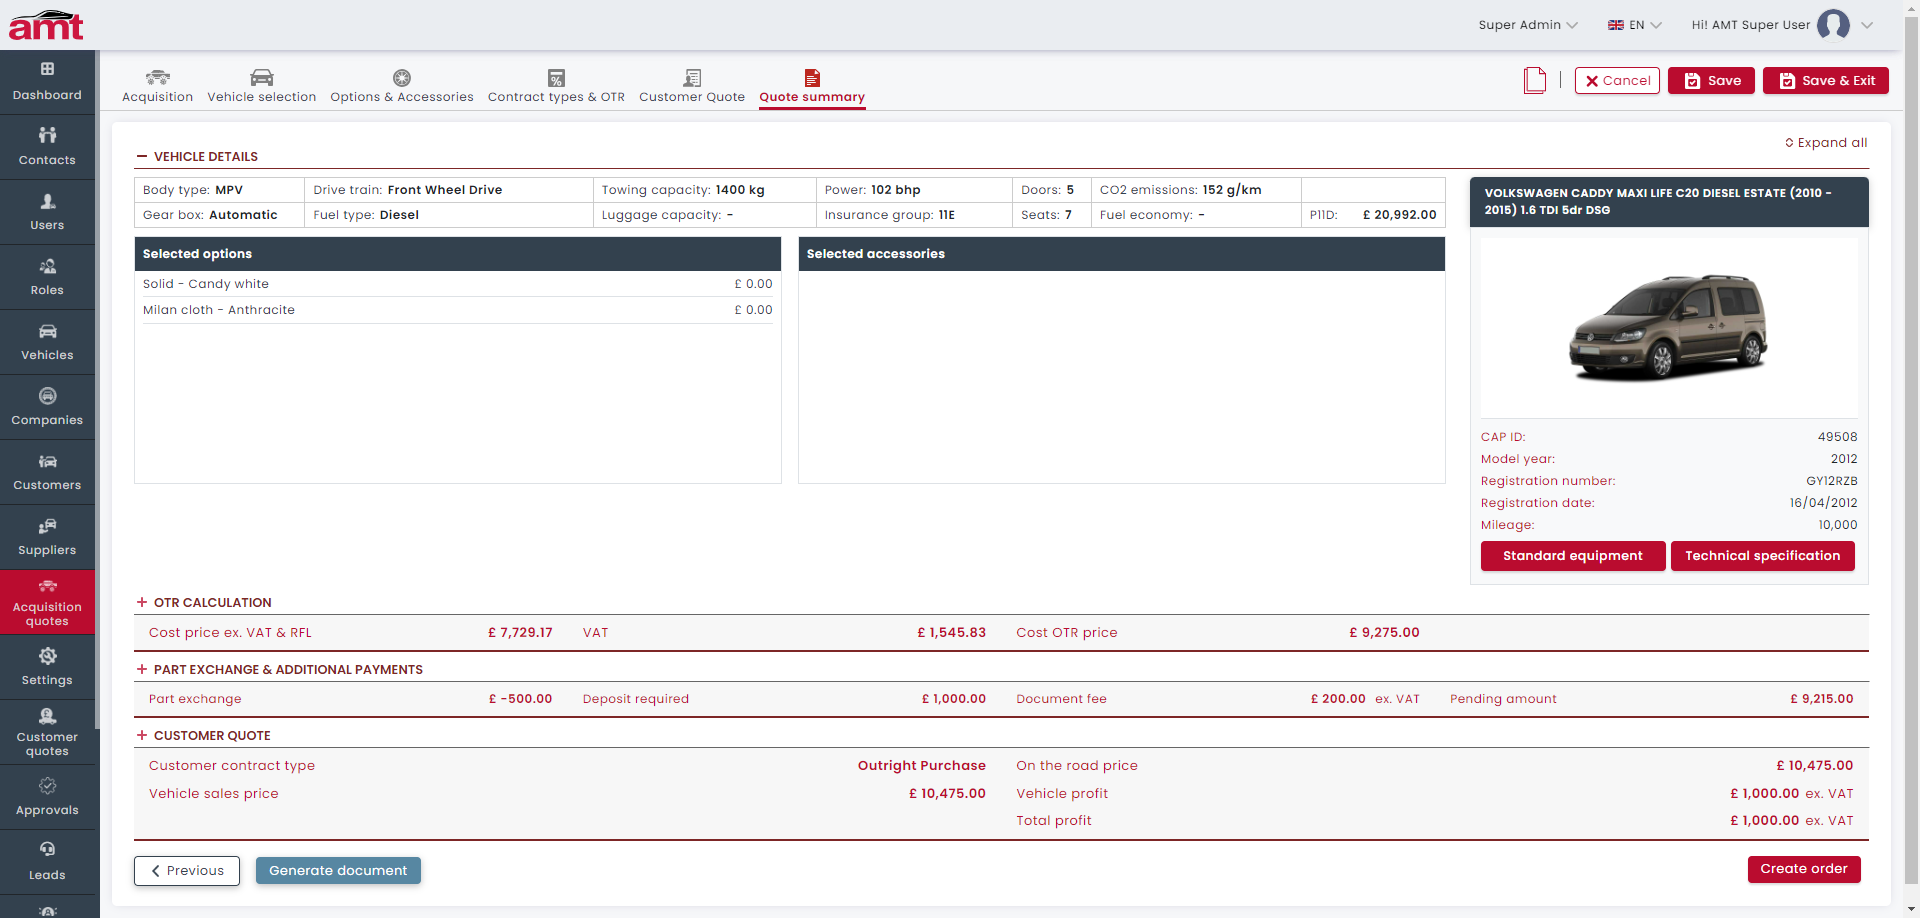 amt
Super Admin
EN
Hi! AMT Super User
Dashboard
Contacts
Users
Roles
Vehicles
Companies
Customers
Suppliers
Acquisition
quotes
Settings
Customer
quotes
Approvals
Leads
Acquisition
Vehicle selection
Options & Accessories
Contract types & OTR
Customer Quote
Quote summary
Cancel
Save
Save & Exit
Expand all
VEHICLE DETAILS
Body type: MPV
Drive train: Front Wheel Drive
Towing capacity: 1400 kg
Power: 102 bhp
Doors: 5
CO2 emissions: 152 g/km
Gear box: Automatic
Fuel type: Diesel
Luggage capacity: -
Insurance group: 11E
Seats: 7
Fuel economy: -
P11D: £ 20,992.00
Selected options
Solid - Candy white £ 0.00
Milan cloth - Anthracite £ 0.00
Selected accessories
VOLKSWAGEN CADDY MAXI LIFE C20 DIESEL ESTATE (2010 -
2015) 1.6 TDI 5dr DSG
CAP ID: 49508
Model year: 2012
Registration number: GY12RZB
Registration date: 16/04/2012
Mileage: 10,000
Standard equipment
Technical specification
OTR CALCULATION
Cost price ex. VAT & RFL £ 7,729.17 VAT £ 1,545.83 Cost OTR price £ 9,275.00
PART EXCHANGE & ADDITIONAL PAYMENTS
Part exchange £ -500.00 Deposit required £ 1,000.00 Document fee £ 200.00 ex. VAT Pending amount £ 9,215.00
CUSTOMER QUOTE
Customer contract type Outright Purchase On the road price £ 10,475.00
Vehicle sales price £ 10,475.00 Vehicle profit £ 1,000.00 ex. VAT
Total profit £ 1,000.00 ex. VAT
Previous
Generate document
Create order